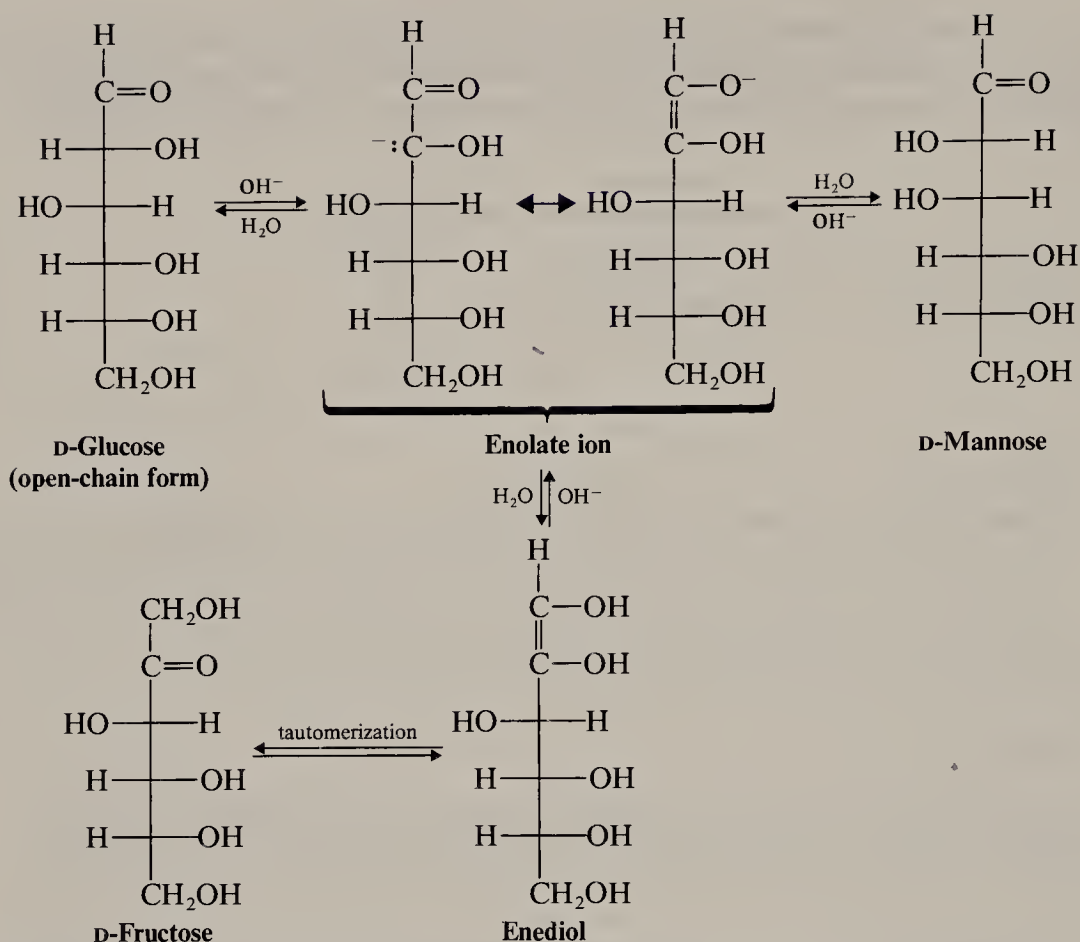 H H H H
C=O C=O C—O⁻ C=O
H—OH ⁻:C—OH C—OH HO—H
HO—H OH⁻ HO—H HO—H H₂O HO—H
H₂O OH⁻
H—OH H—OH H—OH H—OH
H—OH H—OH H—OH H—OH
CH₂OH CH₂OH CH₂OH CH₂OH
D-Glucose Enolate ion D-Mannose
(open-chain form)
H₂O OH⁻
H
CH₂OH C—OH
C=O C—OH
HO—H tautomerization HO—H
H—OH H—OH
H—OH H—OH
CH₂OH CH₂OH
D-Fructose Enediol